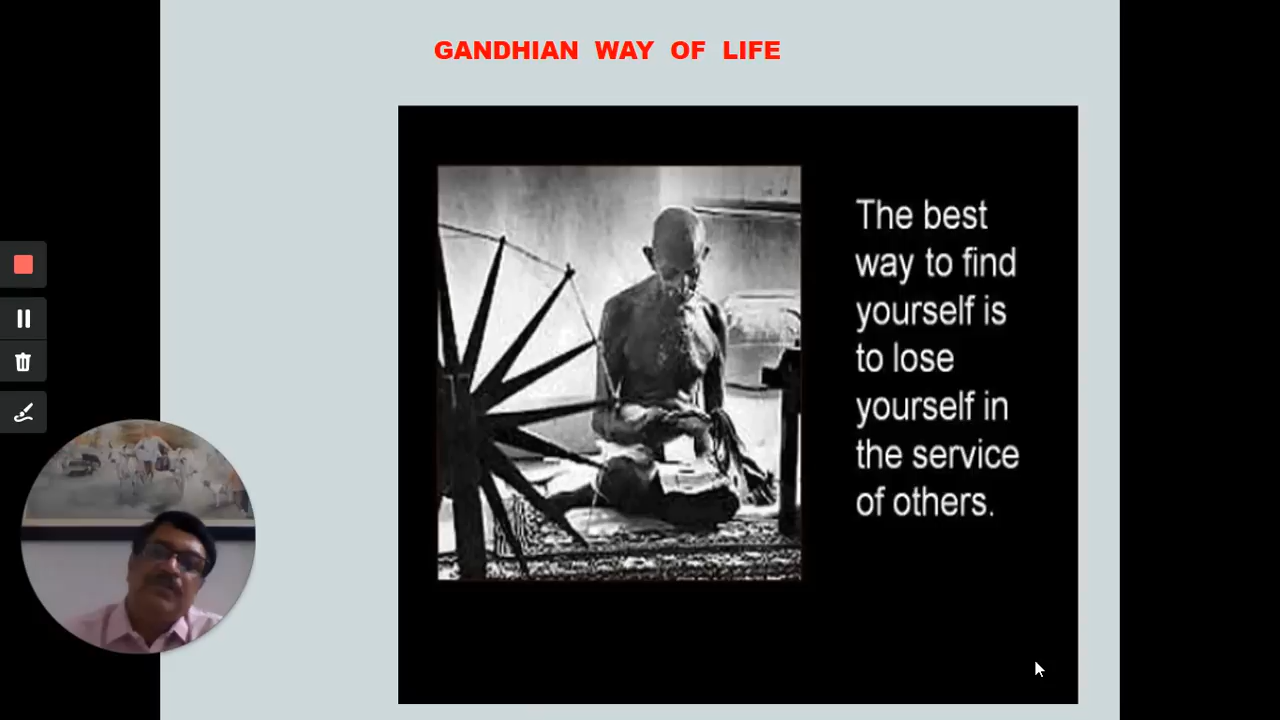 GANDHIAN WAY OF LIFE
The best
way to find
yourself is
to lose
yourself in
the service
of others.